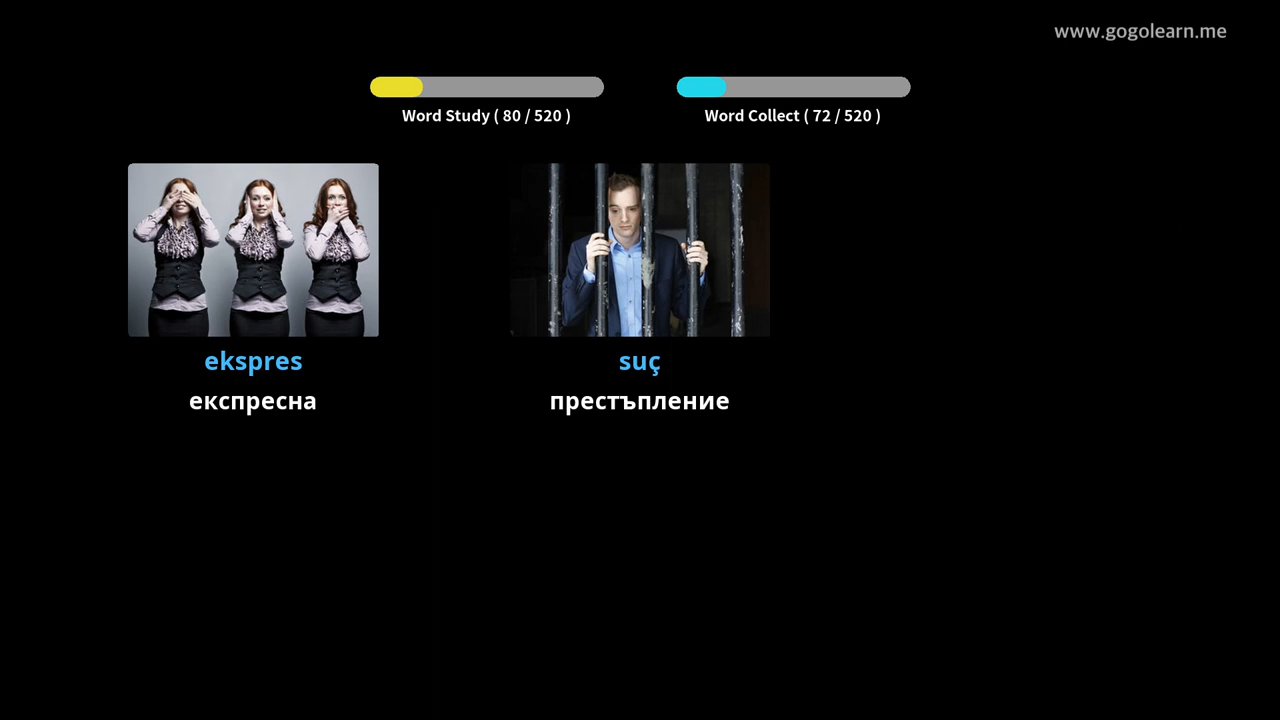 www.gogolearn.me
Word Study ( 80 / 520 )
Word Collect ( 72 / 520 )
ekspres
експресна
suç
престъпление